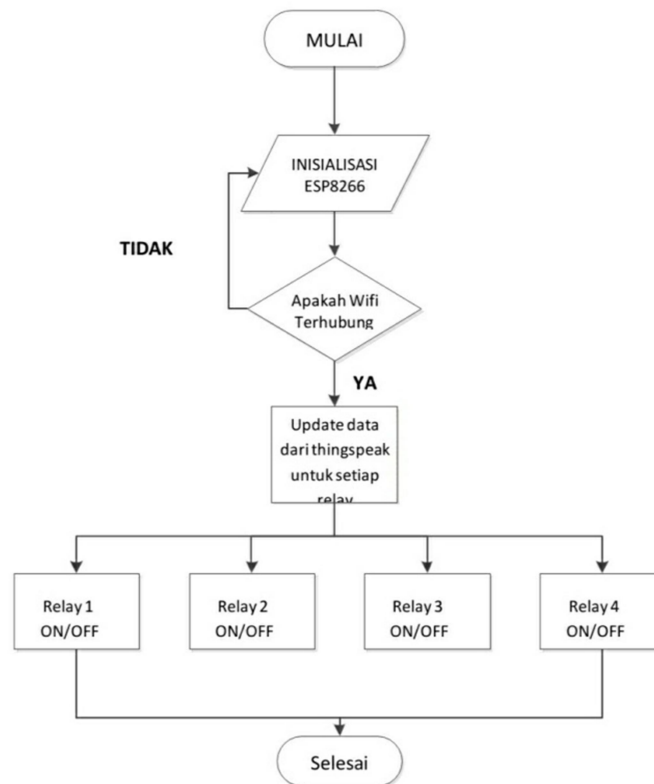 MULAI
INISIALISASI
ESP8266
TIDAK
Apakah Wifi
Terhubung
YA
Update data
dari thingspeak
untuk setiap
relay
Relay 1
ON/OFF
Relay 2
ON/OFF
Relay 3
ON/OFF
Relay 4
ON/OFF
Selesai